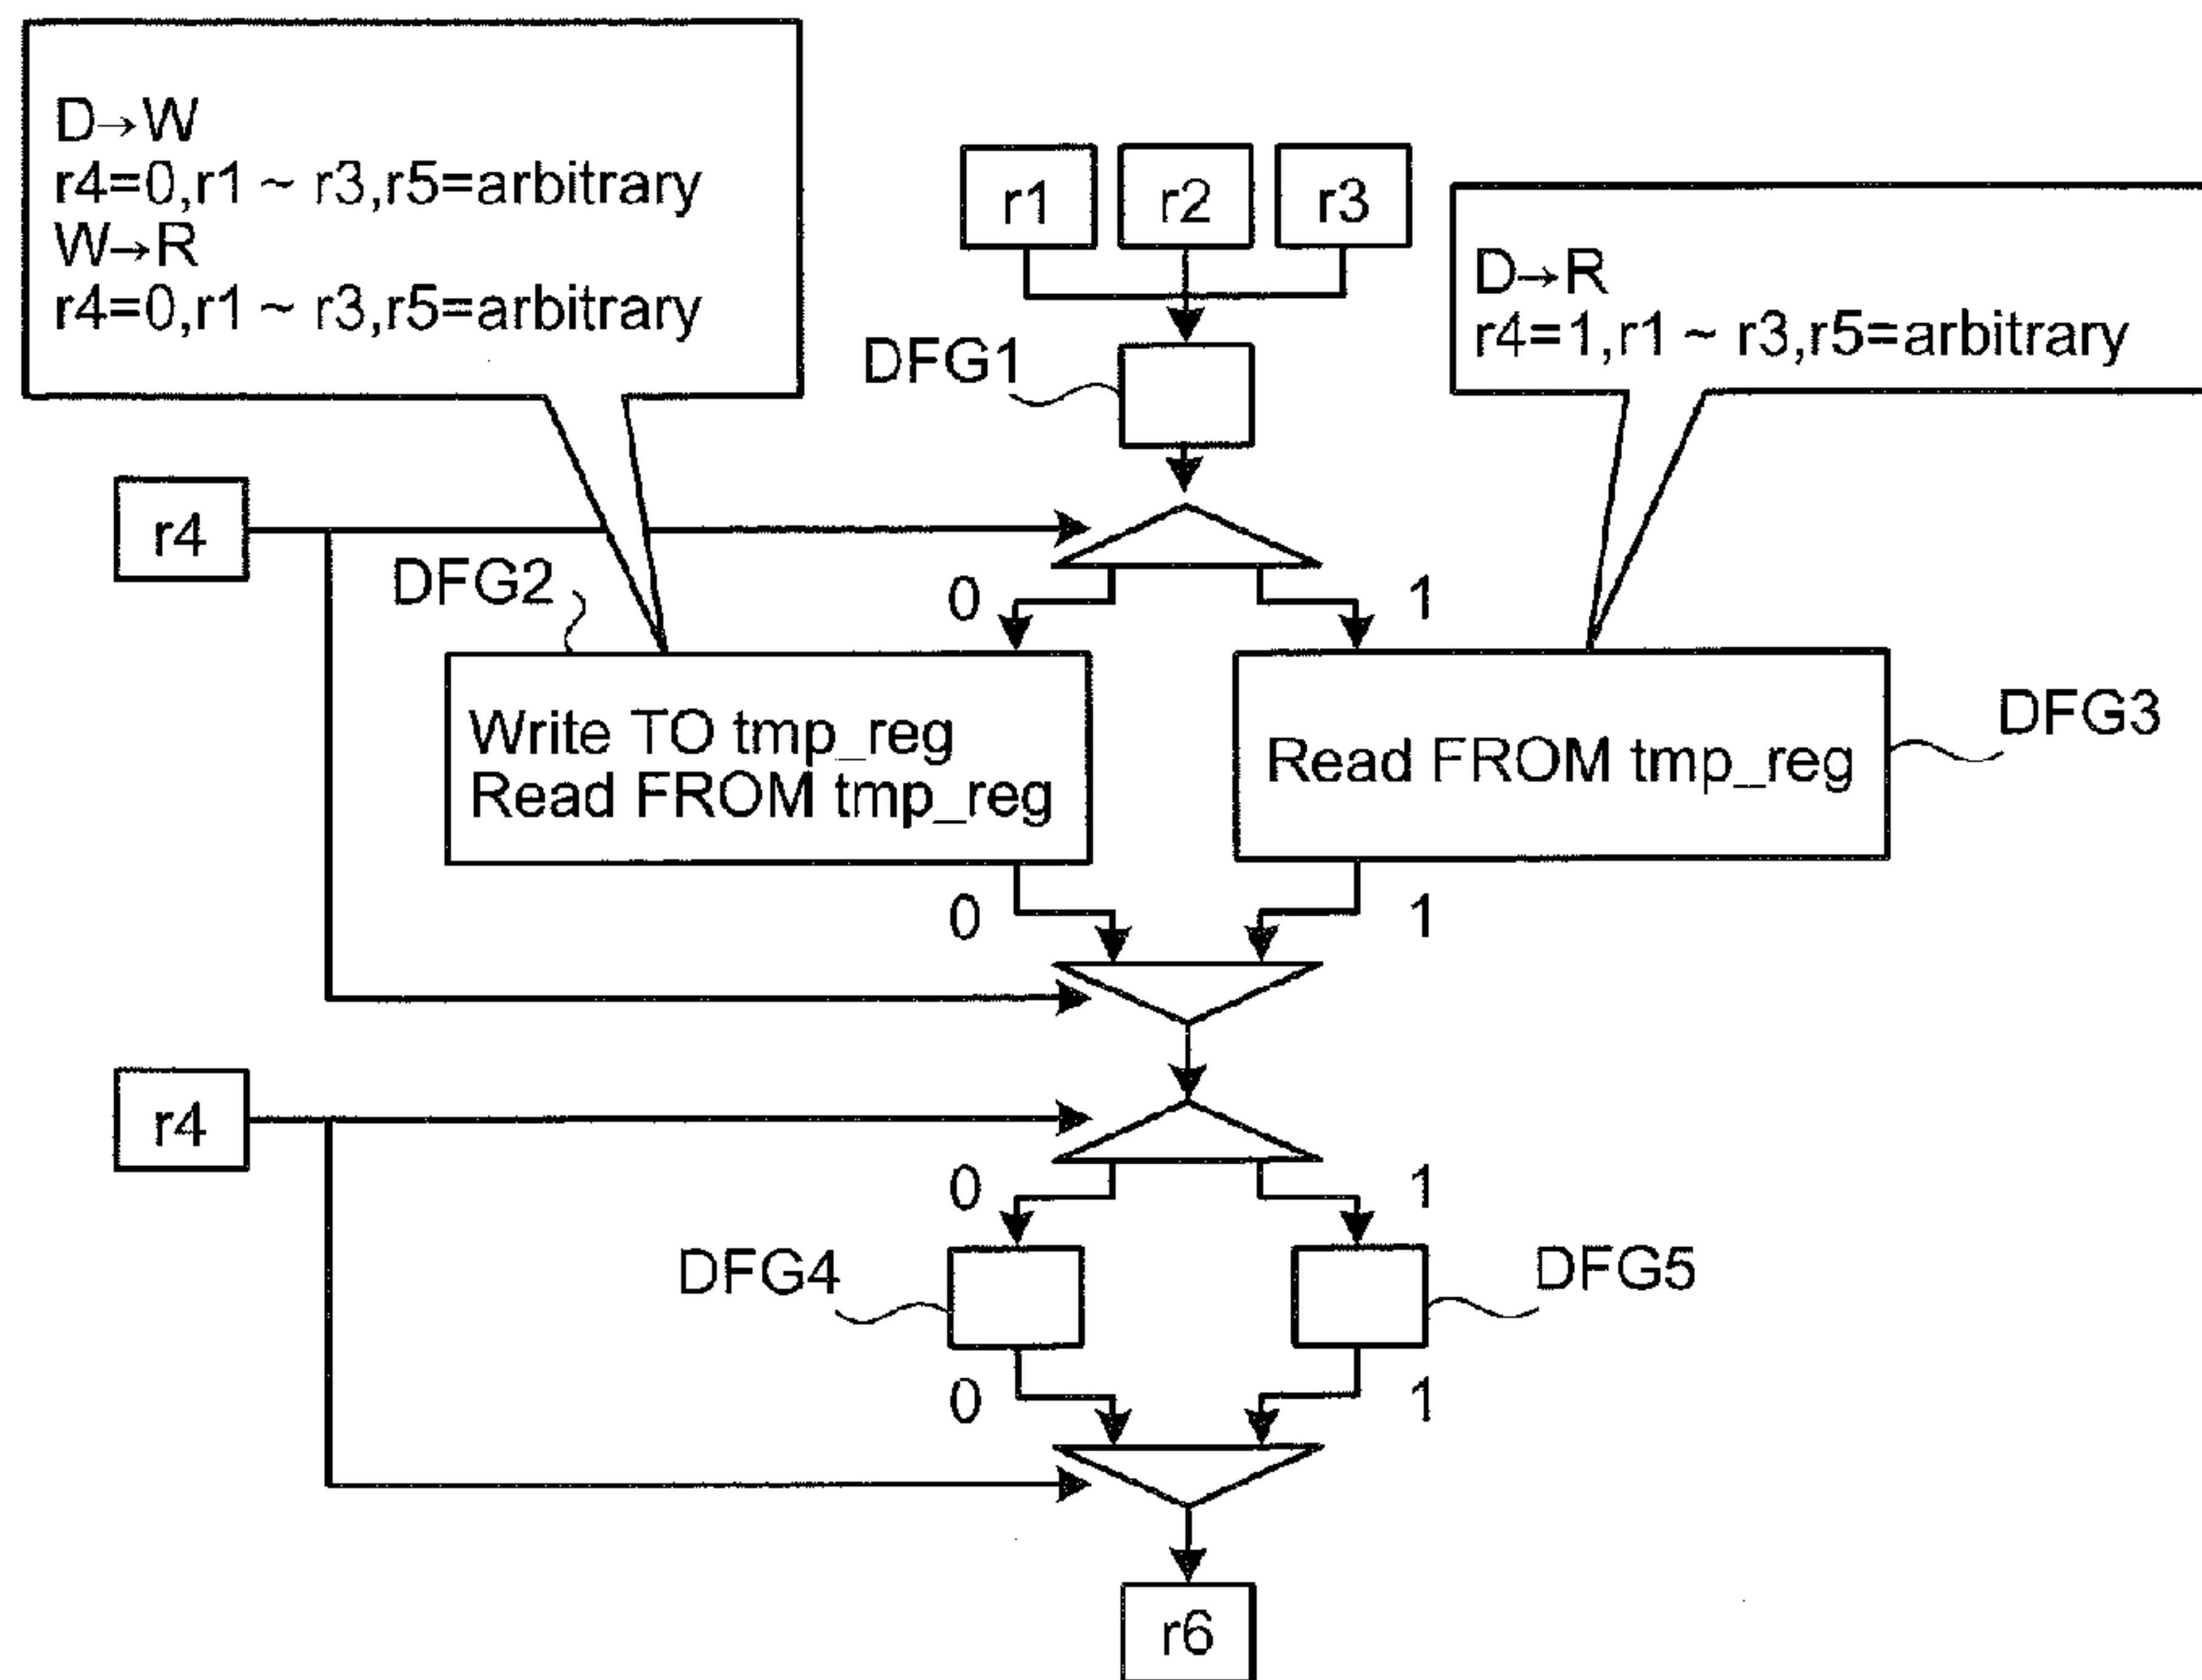 D→W
r4=0,r1 ~ r3,r5=arbitrary
W→R
r4=0,r1 ~ r3,r5=arbitrary
r1
r2
r3
D→R
r4=1,r1 ~ r3,r5=arbitrary
DFG1
r4
DFG2
0
1
Write TO tmp_reg
Read FROM tmp_reg
Read FROM tmp_reg
DFG3
0
1
r4
0
1
DFG4
DFG5
0
1
r6